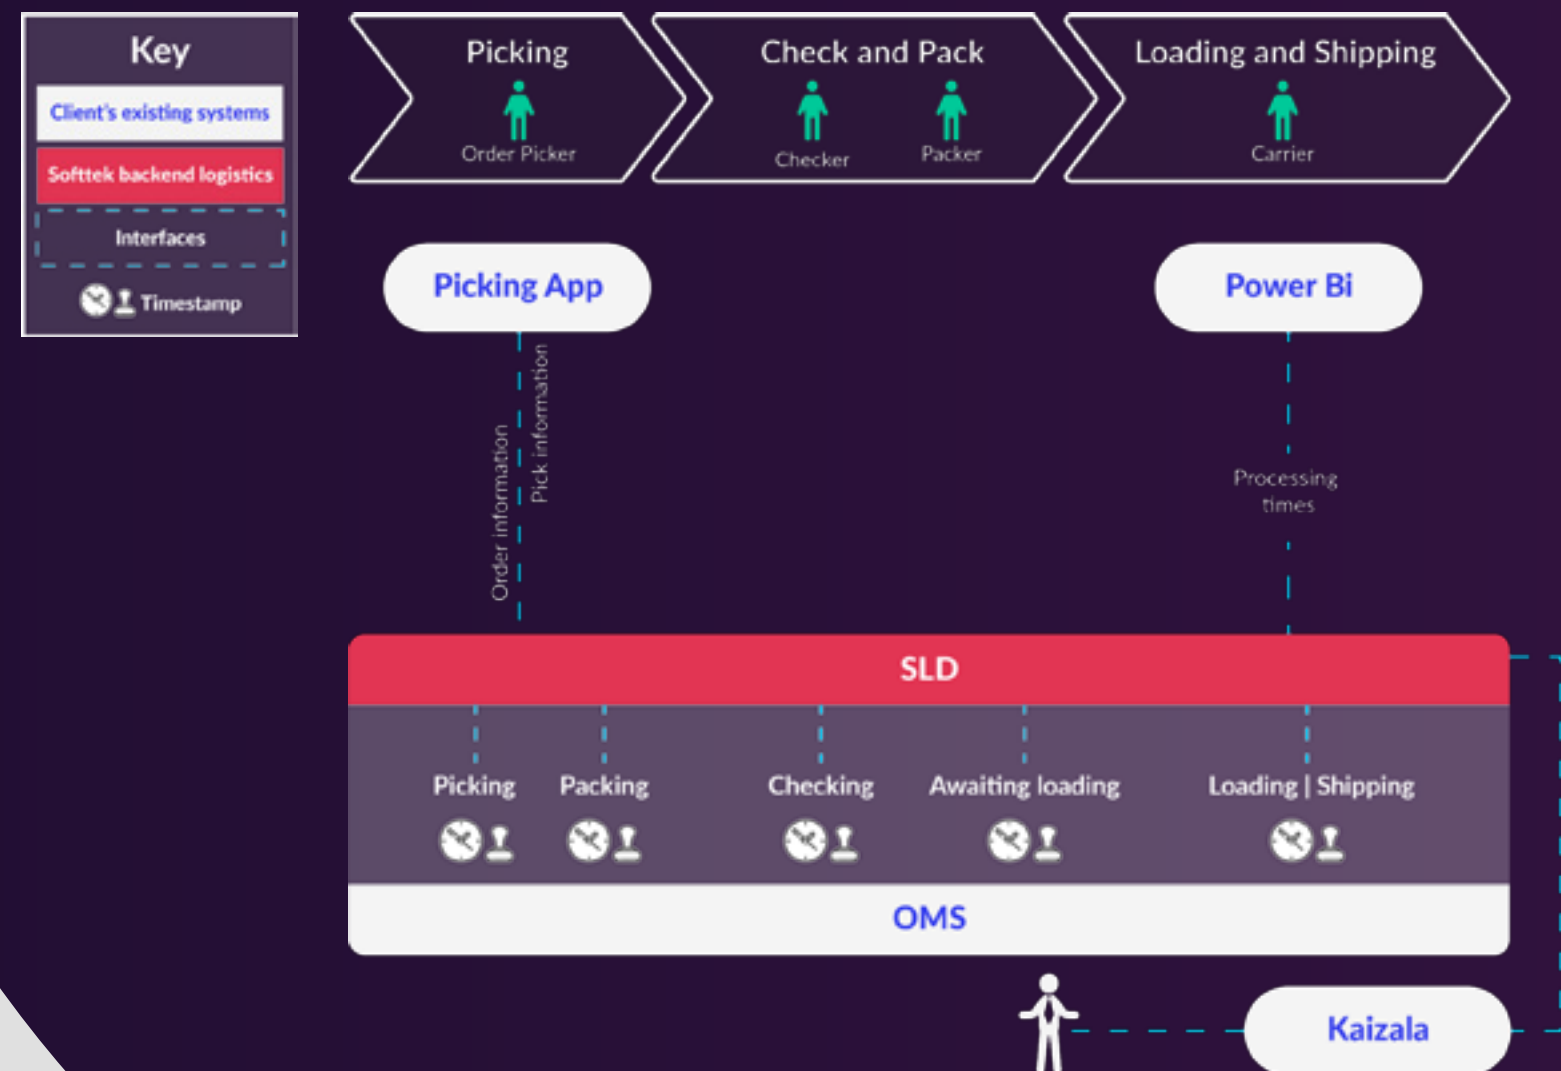 Key
Client's existing systems
Softtek backend logistics
Interfaces
Timestamp
Picking
Order Picker
Check and Pack
Checker
Packer
Loading and Shipping
Carrier
Picking App
Power Bi
Order information
Pick information
Processing
times
SLD
Picking
Packing
Checking
Awaiting loading
Loading | Shipping
OMS
Kaizala